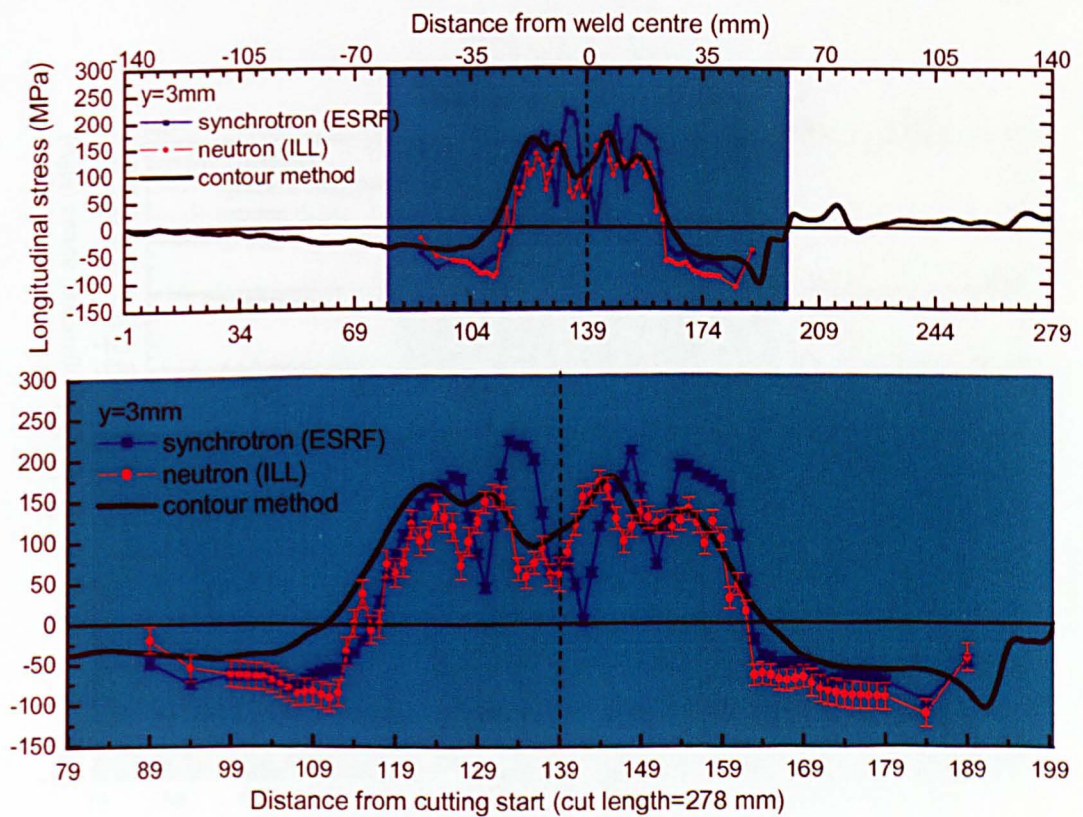 Distance from weld centre (mm)
-140 -105 -70 -35 0 35 70 105 140
Longitudinal stress (MPa)
300
250
200
150
100
50
0
-50
100
-100
-150
y=3mm
synchrotron (ESRF)
neutron (ILL)
contour method
-1 34 69 104 139 174 209 244 279
300
250
200
150
100
50
0
-50
-100
-150
y=3mm
synchrotron (ESRF)
neutron (ILL)
contour method
79 89 99 109 119 129 139 149 159 169 179 189 199
Distance from cutting start (cut length=278 mm)